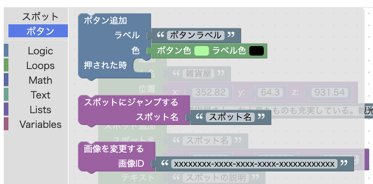 スポット
ボタン
Logic
Loops
Math
Text
Lists
Variables
ボタン追加
ラベル “ ボタンラベル ”
色 ボタン色 ラベル色
押された時
雑貨屋
位置 x: 352.82 y: 64.3 z: 931.54
スポットにジャンプする
スポット名 “ スポット名 ”
ものも充実している。
スポット名
画像を変更する
画像ID “ xxxxxxxx-xxxx-xxxx-xxxx-xxxxxxxxxxxx ”
テキスト スポットの説明